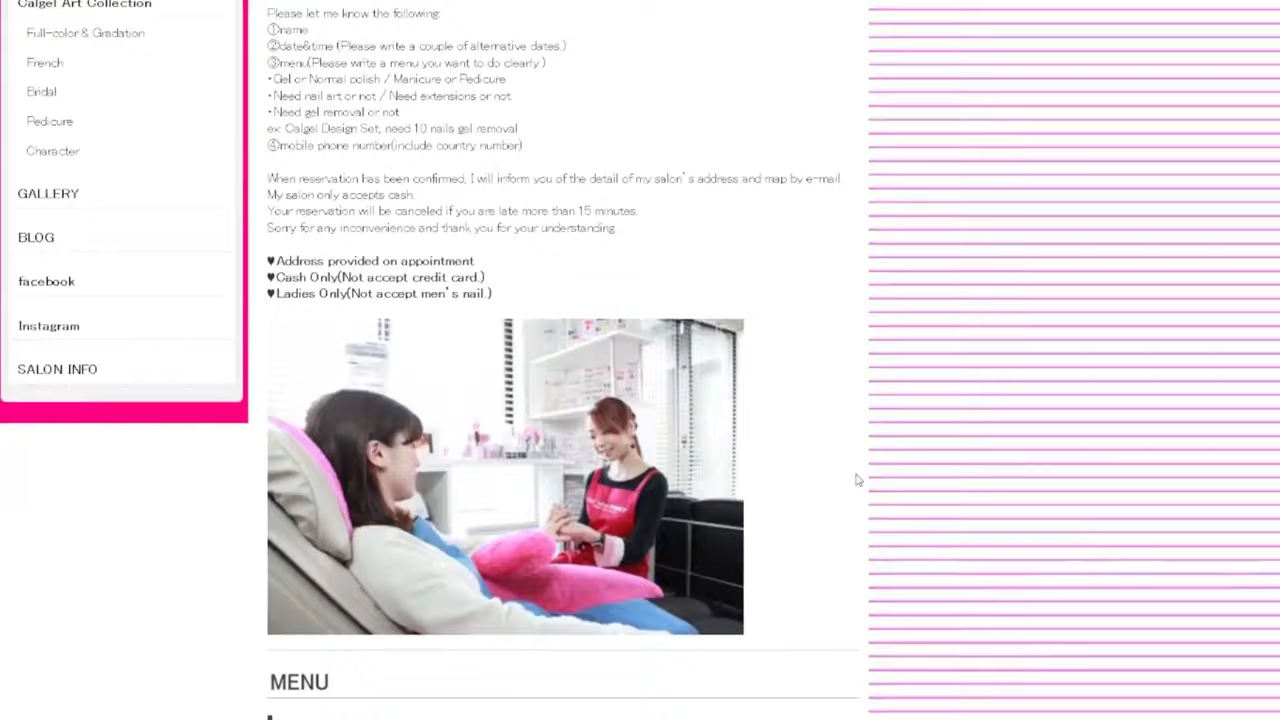 Calgel Art Collection
Full-color & Gradation
French
Bridal
Pedicure
Character
GALLERY
BLOG
facebook
Instagram
SALON INFO
Please let me know the following:
①name
②date&time (Please write a couple of alternative dates.)
③menu(Please write a menu you want to do clearly.)
・Gel or Normal polish / Manicure or Pedicure
・Need nail art or not / Need extensions or not
・Need gel removal or not
ex: Calgel Design Set, need 10 nails gel removal
④mobile phone number(include country number)
When reservation has been confirmed, I will inform you of the detail of my salon's address and map by e-mail.
My salon only accepts cash.
Your reservation will be canceled if you are late more than 15 minutes.
Sorry for any inconvenience and thank you for your understanding.
♥Address provided on appointment
♥Cash Only(Not accept credit card.)
♥Ladies Only(Not accept men's nail.)
MENU